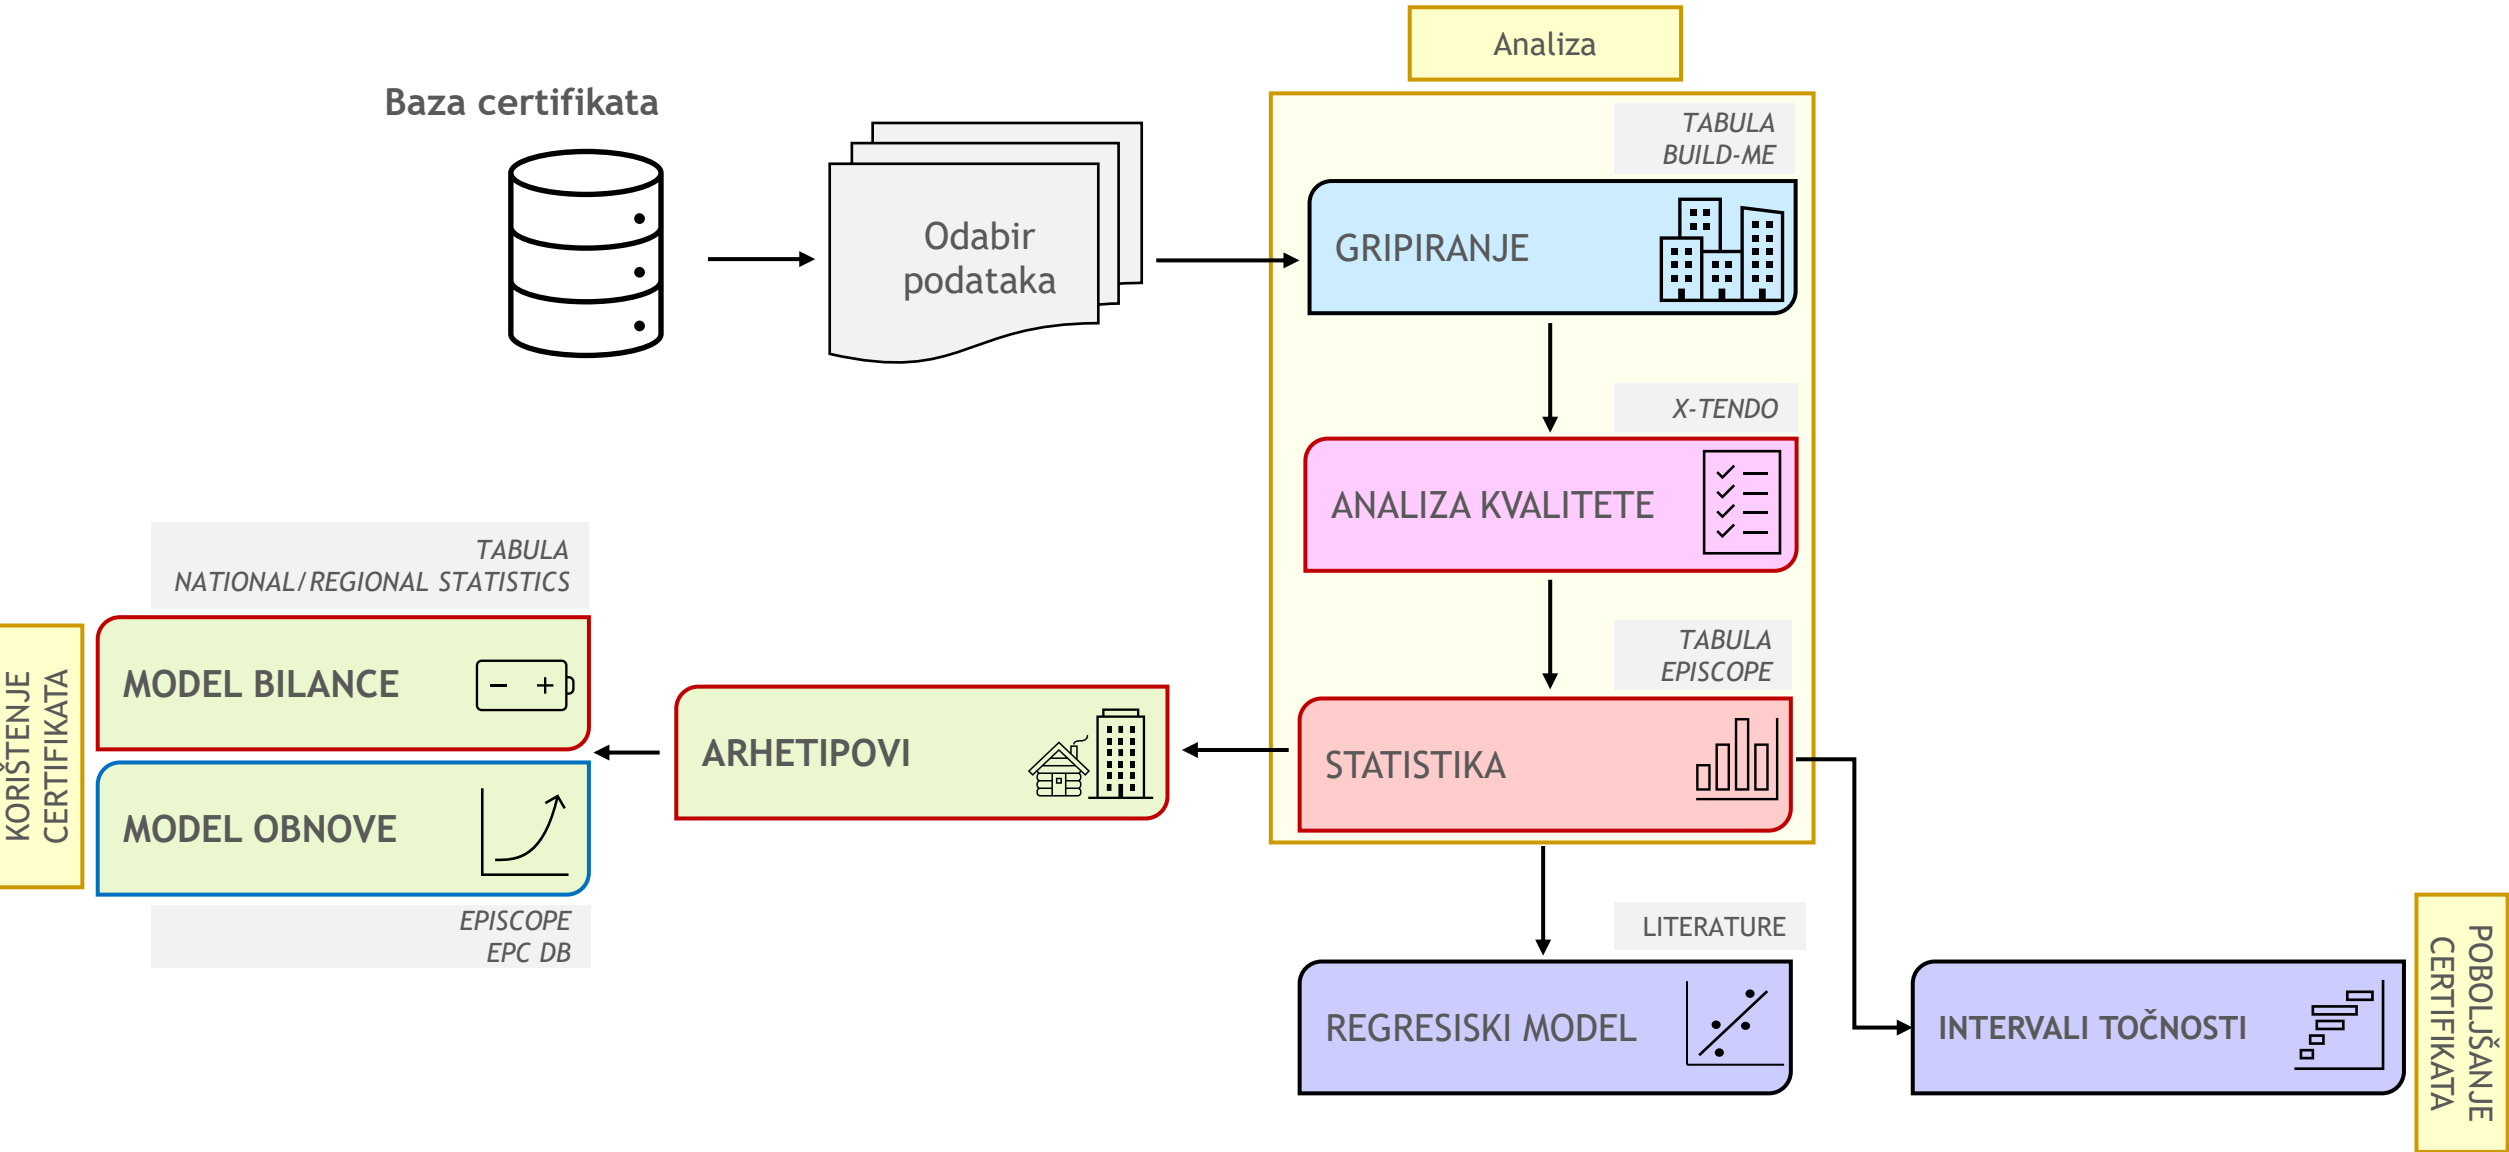 Analiza
Baza certifikata
TABULA
BUILD-ME
Odabir
podataka
GRIPIRANJE
X-TENDO
ANALIZA KVALITETE
TABULA
NATIONAL/REGIONAL STATISTICS
TABULA
EPISCOPE
KORIŠTENJE
CERTIFIKATA
MODEL BILANCE
ARHETIPOVI
STATISTIKA
MODEL OBNOVE
EPISCOPE
EPC DB
LITERATURE
REGRESISKI MODEL
INTERVALI TOČNOSTI
POBOLJŠANJE
CERTIFIKATA